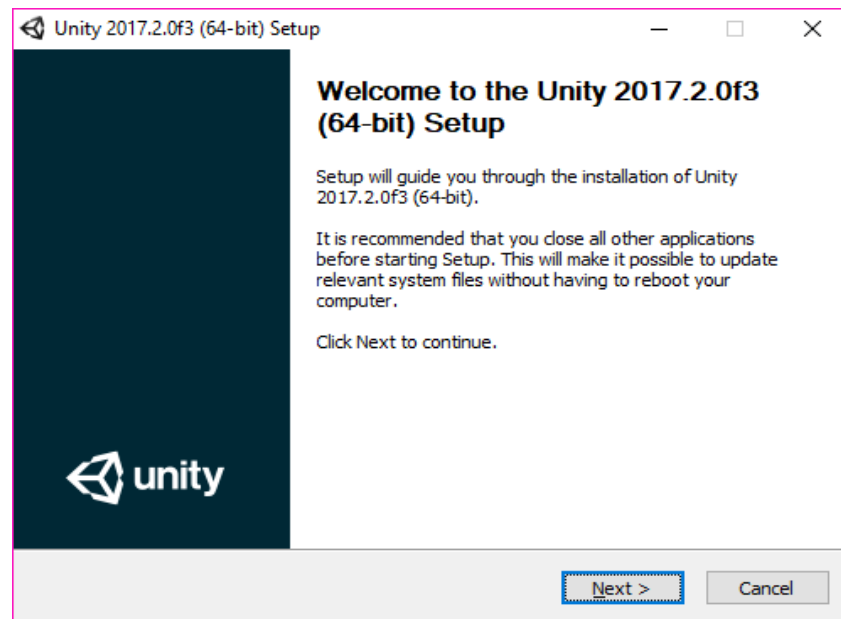 Unity 2017.2.0f3 (64-bit) Setup
Welcome to the Unity 2017.2.0f3
(64-bit) Setup
Setup will guide you through the installation of Unity
2017.2.0f3 (64-bit).
It is recommended that you close all other applications
before starting Setup. This will make it possible to update
relevant system files without having to reboot your
computer.
Click Next to continue.
unity
Next >
Cancel